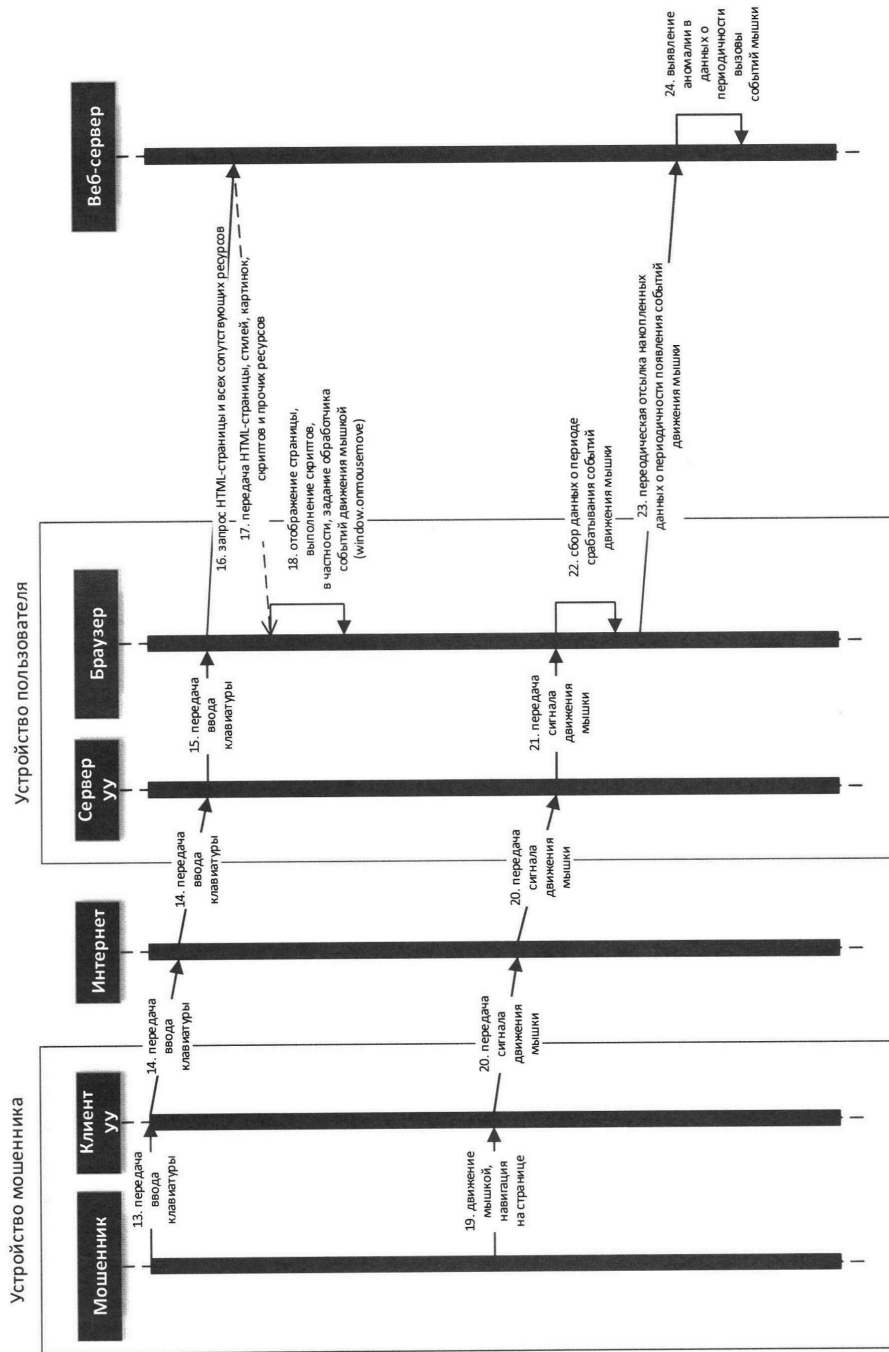 Устройство мошенника
Устройство пользователя
Мошенник
Клиент
УУ
Интернет
Сервер
УУ
Браузер
Веб-сервер
13. передача
ввода
клавиатуры
14. передача
ввода
клавиатуры
14. передача
ввода
клавиатуры
15. передача
ввода
клавиатуры
16. запрос HTML-страницы и всех сопутствующих ресурсов
17. передача HTML-страницы, стилей, картинок,
скриптов и прочих ресурсов
18. отображение страницы,
выполнение скриптов,
в частности, задание обработчика
событий движения мышкой
(window.onmousemove)
19. движение
мышкой,
навигация
на странице
20. передача
сигнала
движения
мышки
20. передача
сигнала
движения
мышки
21. передача
сигнала
движения
мышки
22. сбор данных о периоде
срабатывания событий
движения мышки
23. переодическая отсылка накопленных
данных о периодичности появления событий
движения мышки
24. выявление
аномалии в
данных о
периодичности
вызовы
событий мышки